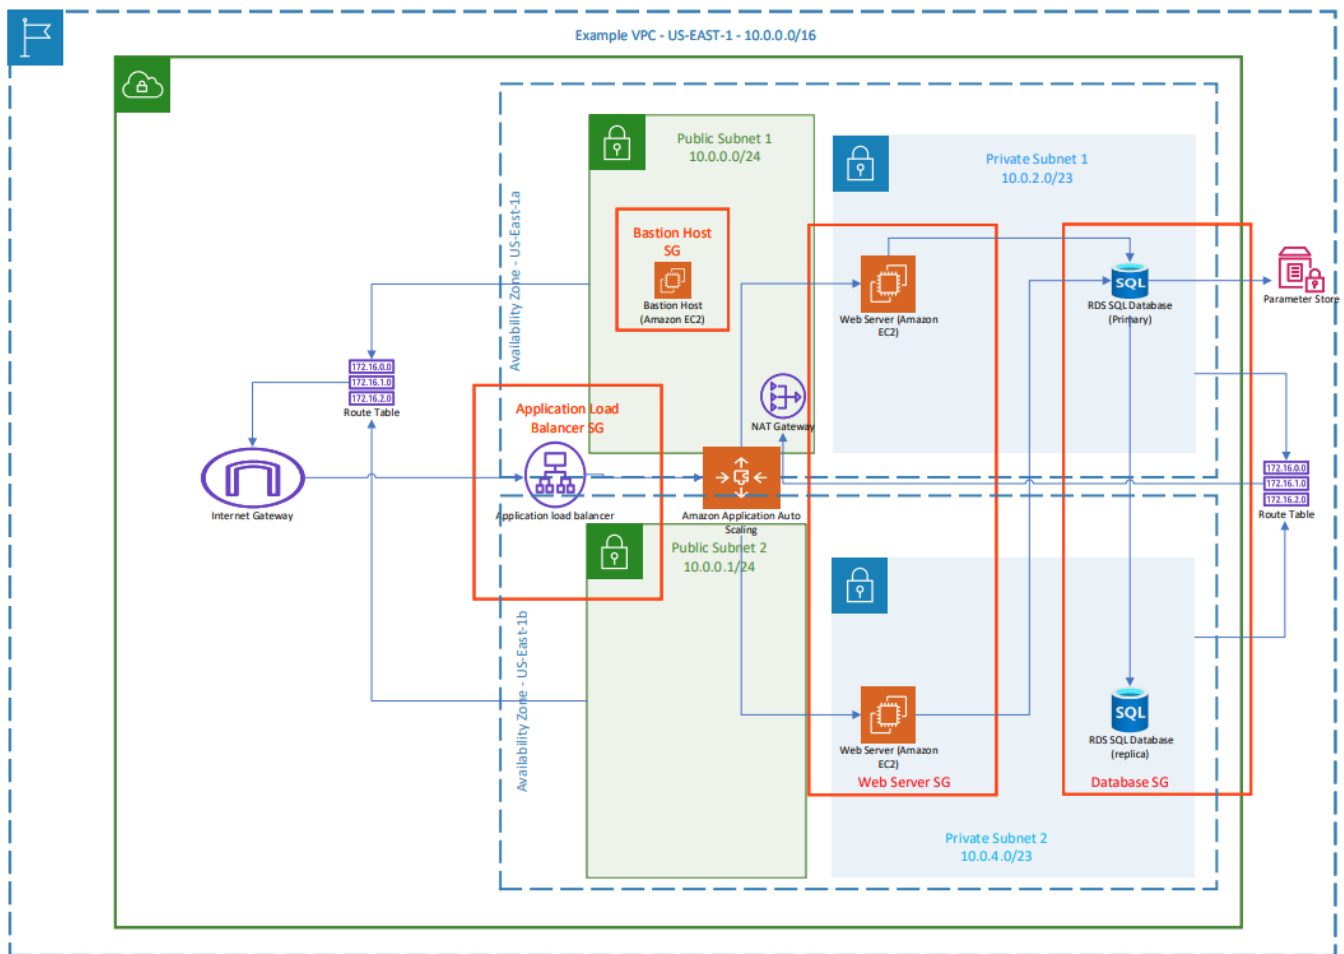 Example VPC - US-EAST-1 - 10.0.0.0/16
Public Subnet 1
10.0.0.0/24
Private Subnet 1
10.0.2.0/23
Availability Zone - US-East-1a
Bastion Host
SG
Bastion Host
(Amazon EC2)
Web Server (Amazon
EC2)
SQL
RDS SQL Database
(Primary)
Parameter Store
172.16.0.0
172.16.1.0
172.16.2.0
Route Table
Application Load
Balancer SG
NAT Gateway
Internet Gateway
Application load balancer
Amazon Application Auto
Scaling
172.16.0.0
172.16.1.0
172.16.2.0
Route Table
Public Subnet 2
10.0.0.1/24
Availability Zone - US-East-1b
Web Server (Amazon
EC2)
Web Server SG
SQL
RDS SQL Database
(replica)
Database SG
Private Subnet 2
10.0.4.0/23